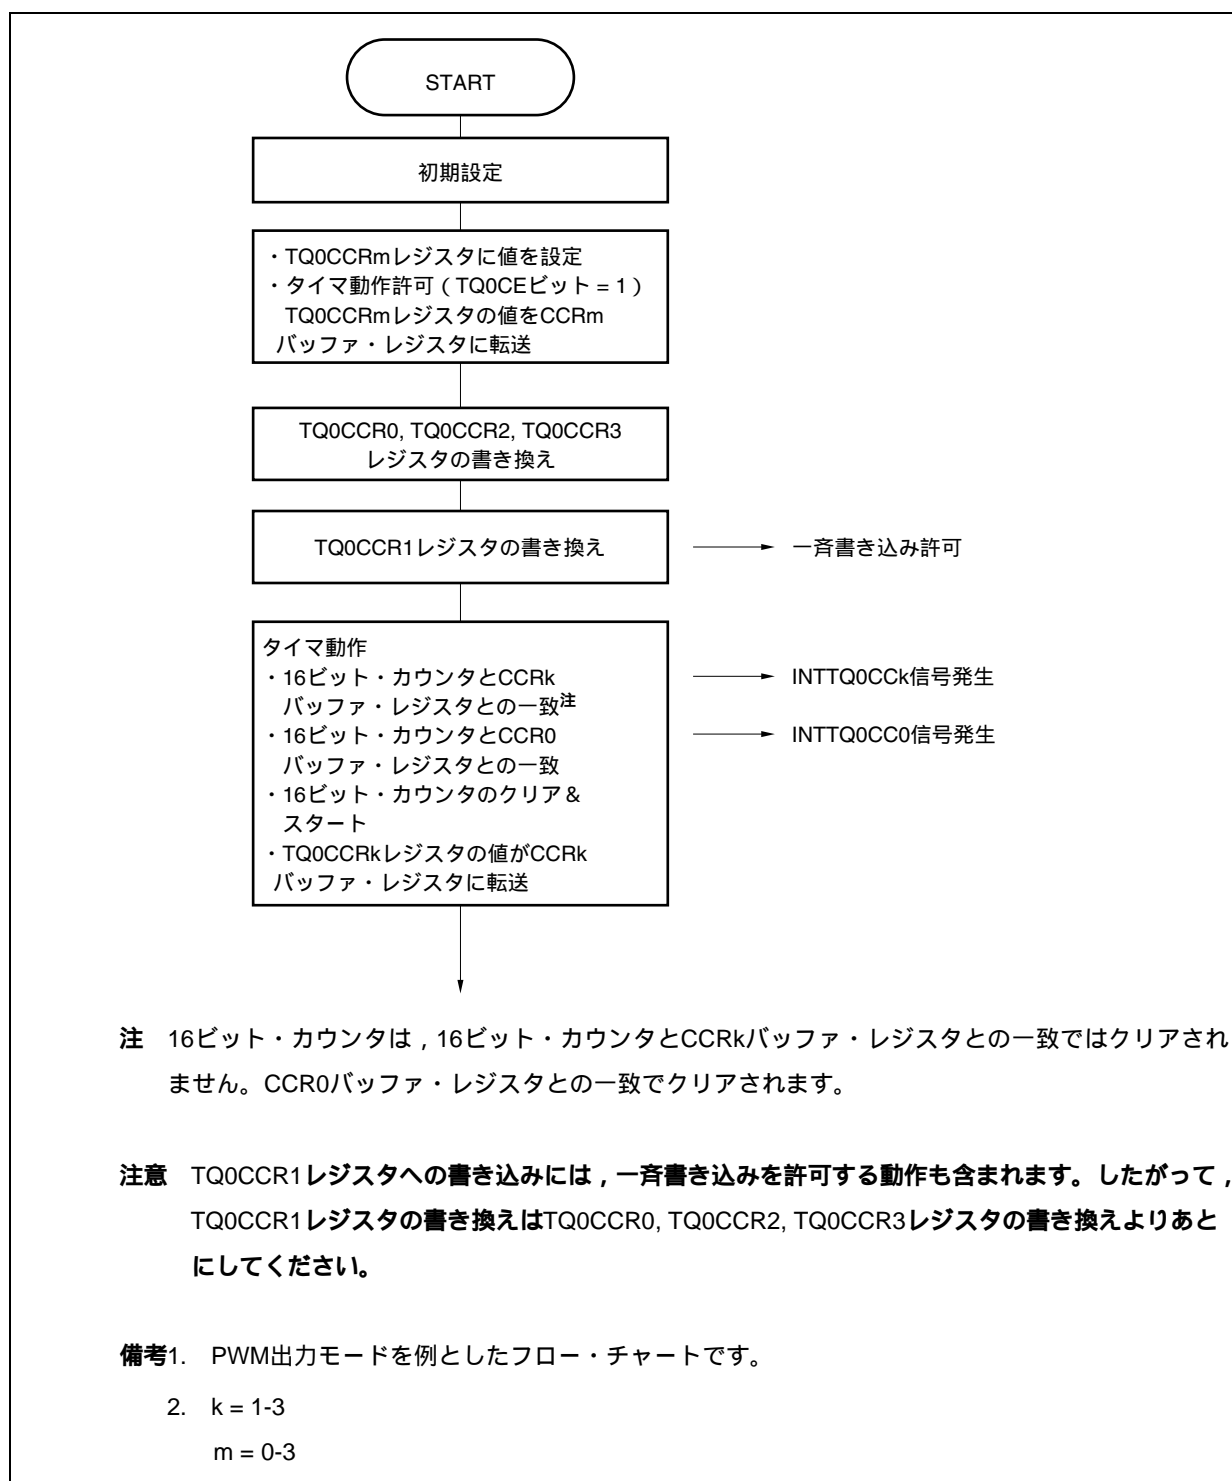 START
初期設定
・TQ0CCRmレジスタに値を設定
・タイマ動作許可（TQ0CEビット = 1）
TQ0CCRmレジスタの値をCCRm
バッファ・レジスタに転送
TQ0CCR0, TQ0CCR2, TQ0CCR3
レジスタの書き換え
TQ0CCR1レジスタの書き換え
一斉書き込み許可
タイマ動作
・16ビット・カウンタとCCRk
バッファ・レジスタとの一致注
・16ビット・カウンタとCCR0
バッファ・レジスタとの一致
・16ビット・カウンタのクリア＆
スタート
・TQ0CCRkレジスタの値がCCRk
バッファ・レジスタに転送
INTTQ0CCk信号発生
INTTQ0CC0信号発生
注 16ビット・カウンタは，16ビット・カウンタとCCRkバッファ・レジスタとの一致ではクリアされ
ません。CCR0バッファ・レジスタとの一致でクリアされます。
注意 TQ0CCR1レジスタへの書き込みには，一斉書き込みを許可する動作も含まれます。したがって，
TQ0CCR1レジスタの書き換えはTQ0CCR0, TQ0CCR2, TQ0CCR3レジスタの書き換えよりあと
にしてください。
備考1. PWM出力モードを例としたフロー・チャートです。
2. k = 1-3
m = 0-3